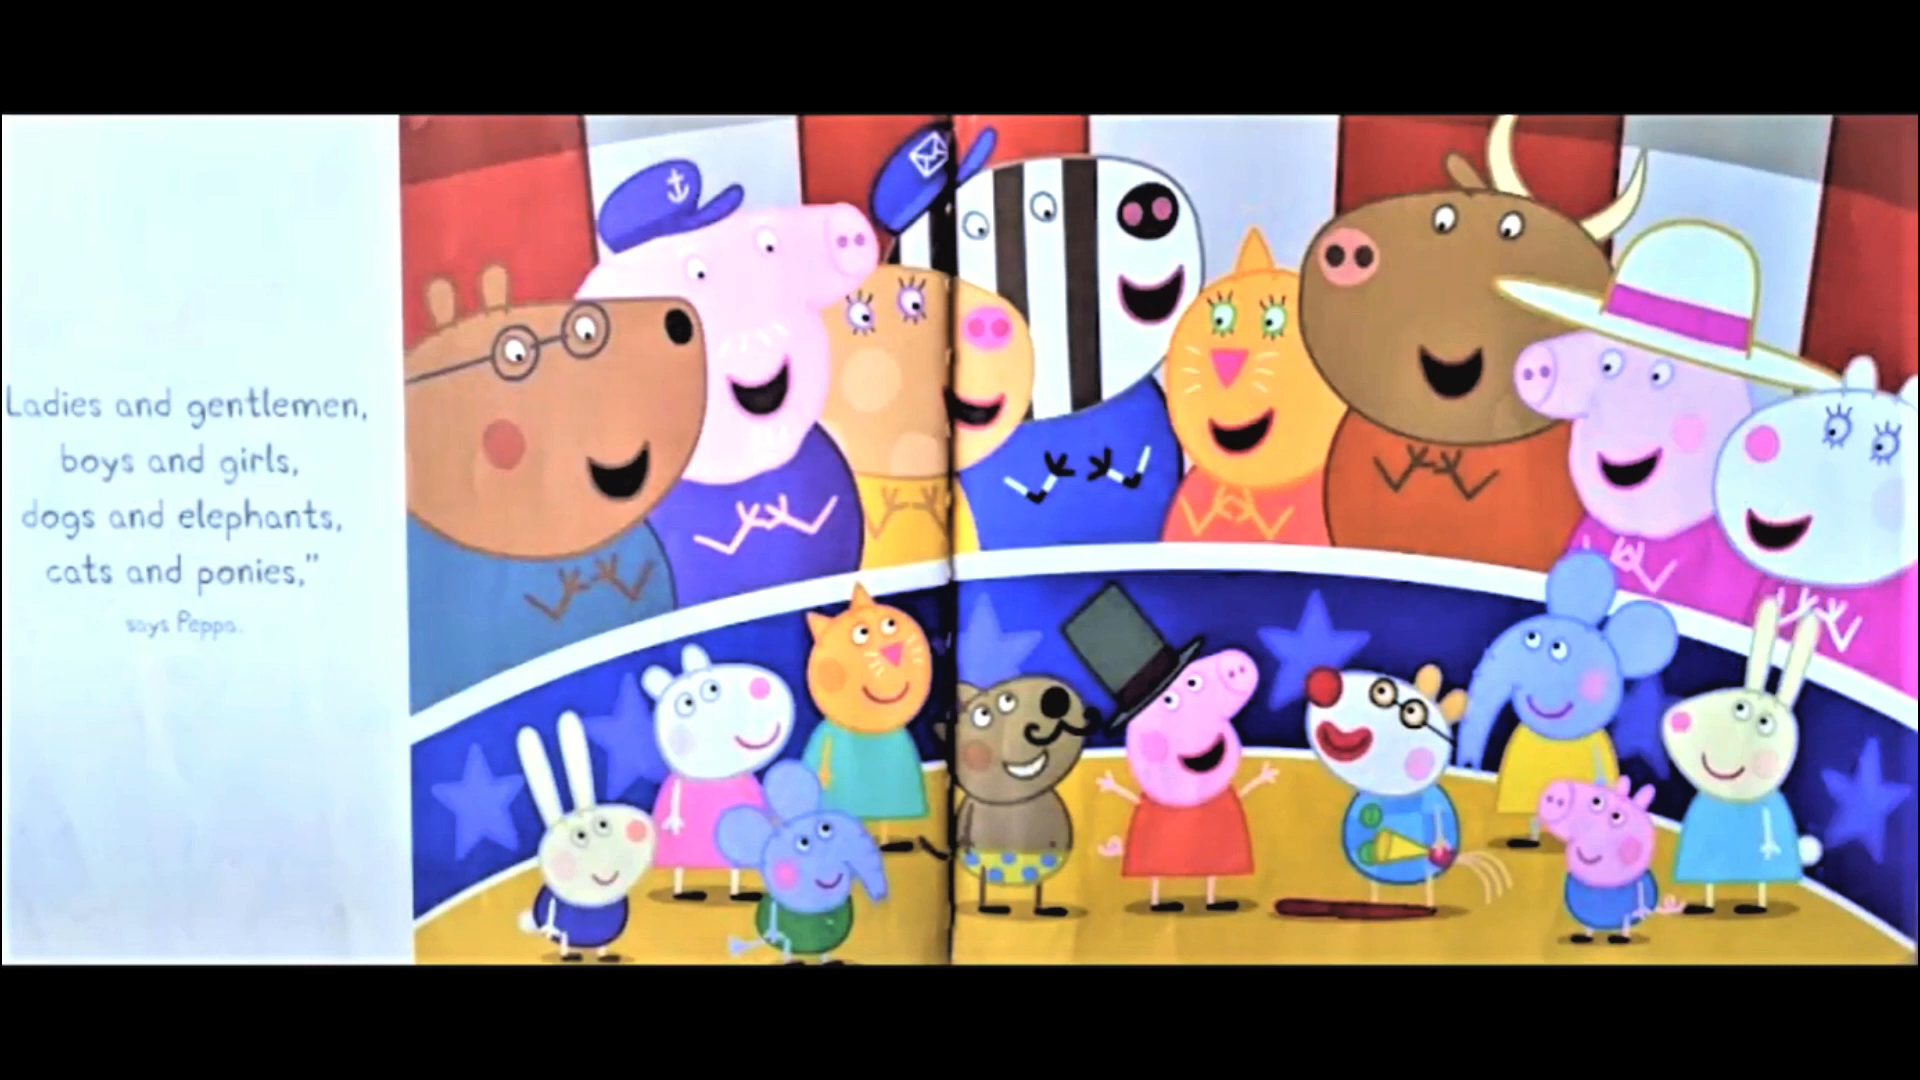 Ladies and gentlemen,
boys and girls,
dogs and elephants,
cats and ponies,"
says Peppa.